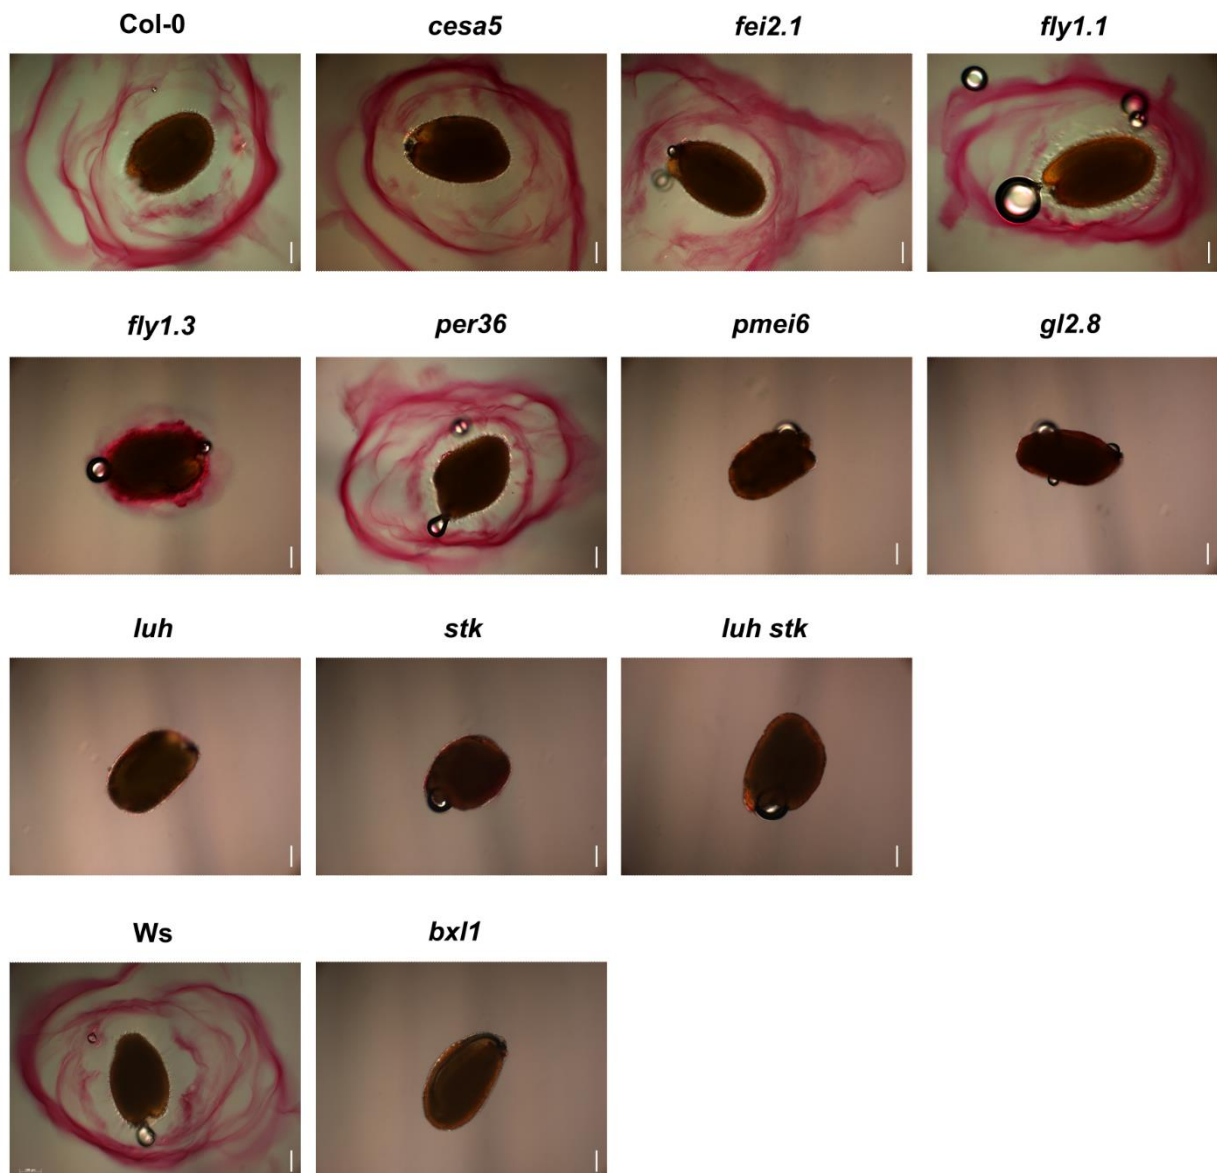 Col-0 cesa5 fei2.1 fly1.1
fly1.3 per36 pmei6 gl2.8
luh stk luh stk
Ws bxl1